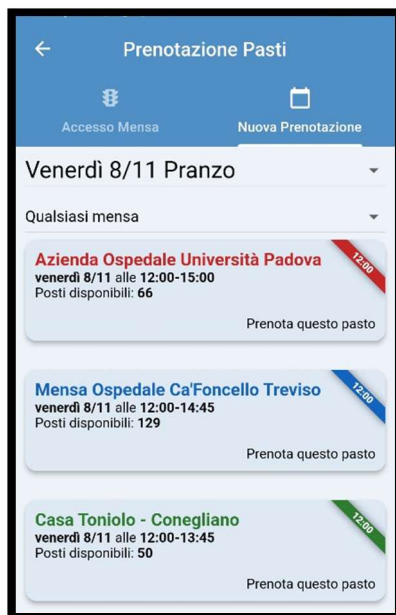 Prenotazione Pasti
Accesso Mensa
Nuova Prenotazione
Venerdì 8/11 Pranzo
Qualsiasi mensa
Azienda Ospedale Università Padova
12:00
venerdì 8/11 alle 12:00-15:00
Posti disponibili: 66
Prenota questo pasto
Mensa Ospedale Ca'Foncello Treviso
12:00
venerdì 8/11 alle 12:00-14:45
Posti disponibili: 129
Prenota questo pasto
Casa Toniolo - Conegliano
12:00
venerdì 8/11 alle 12:00-13:45
Posti disponibili: 50
Prenota questo pasto